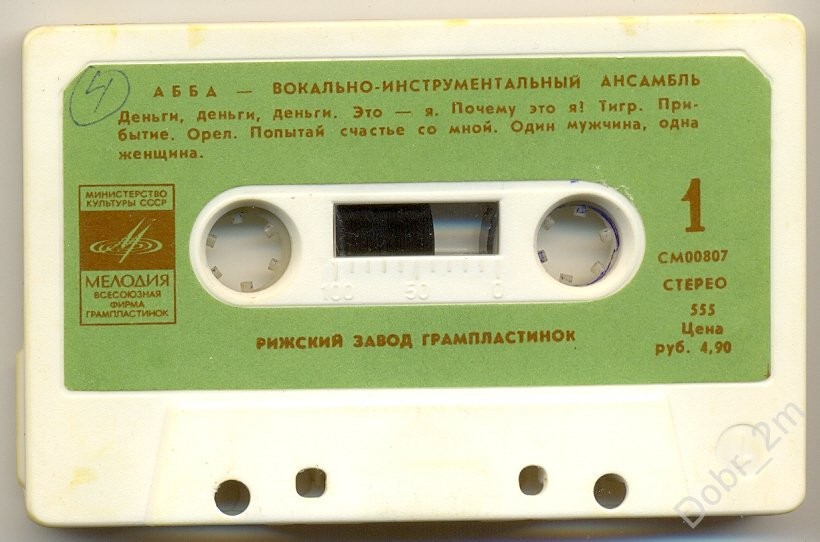 4
АББА — ВОКАЛЬНО-ИНСТРУМЕНТАЛЬНЫЙ АНСАМБЛЬ
Деньги, деньги, деньги. Это — я. Почему это я! Тигр. При-
бытие. Орел. Попытай счастье со мной. Один мужчина, одна
женщина.
МИНИСТЕРСТВО
КУЛЬТУРЫ СССР
МЕЛОДИЯ
ВСЕСОЮЗНАЯ
ФИРМА
ГРАМПЛАСТИНОК
100 50 0
1
СМ00807
СТЕРЕО
555
Цена
руб. 4,90
РИЖСКИЙ ЗАВОД ГРАМПЛАСТИНОК
Dobr_2m